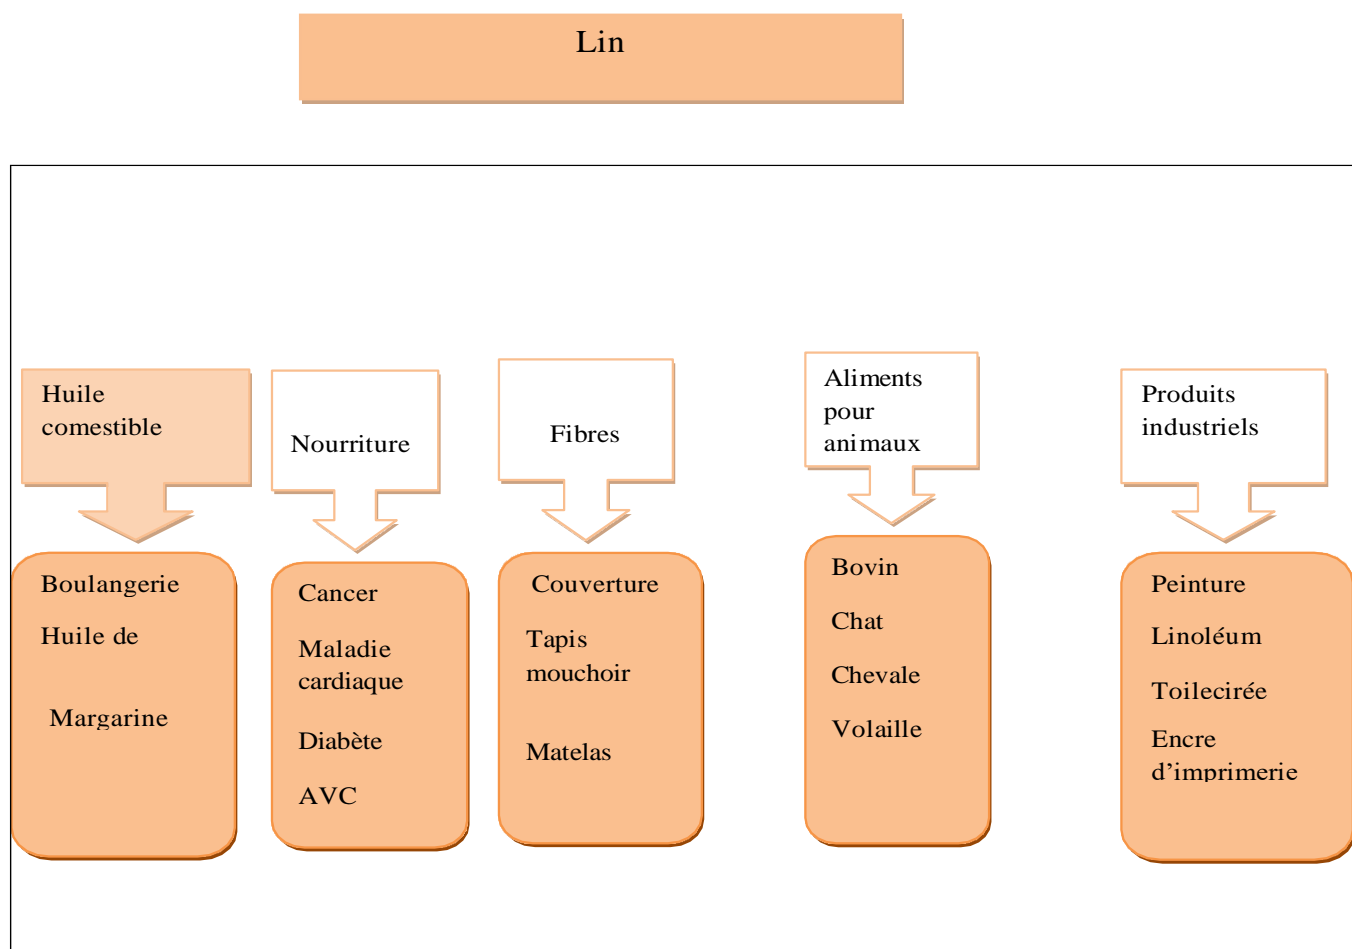 Lin
Huile
comestible
Nourriture
Fibres
Aliments
pour
animaux
Produits
industriels
Boulangerie
Huile de
Margarine
Cancer
Maladie
cardiaque
Diabète
AVC
Couverture
Tapis
mouchoir
Matelas
Bovin
Chat
Chevale
Volaille
Peinture
Linoléum
Toilecirée
Encre
d’imprimerie